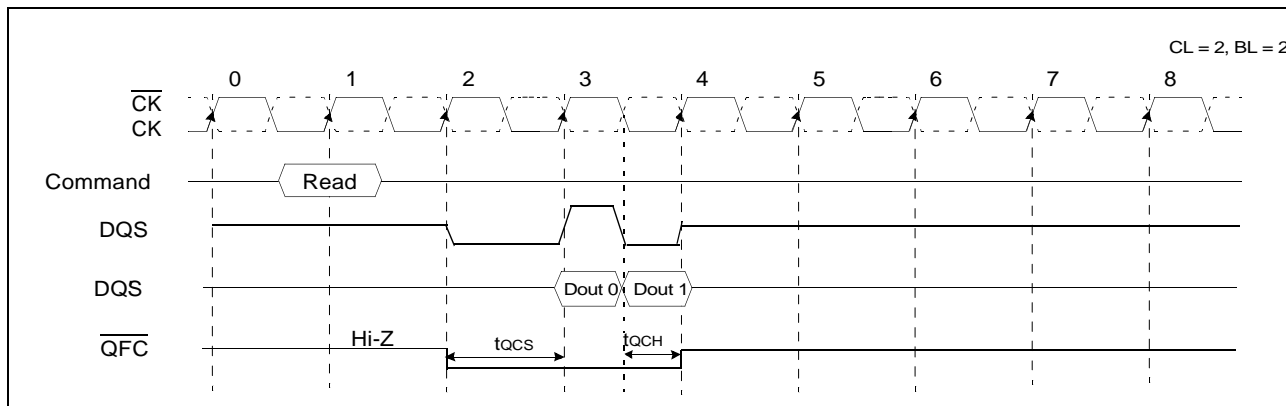 CL = 2, BL = 2
0 1 2 3 4 5 6 7 8
CK
CK
Command Read
DQS
DQS Dout 0 Dout 1
QFC Hi-Z tQCS tQCH